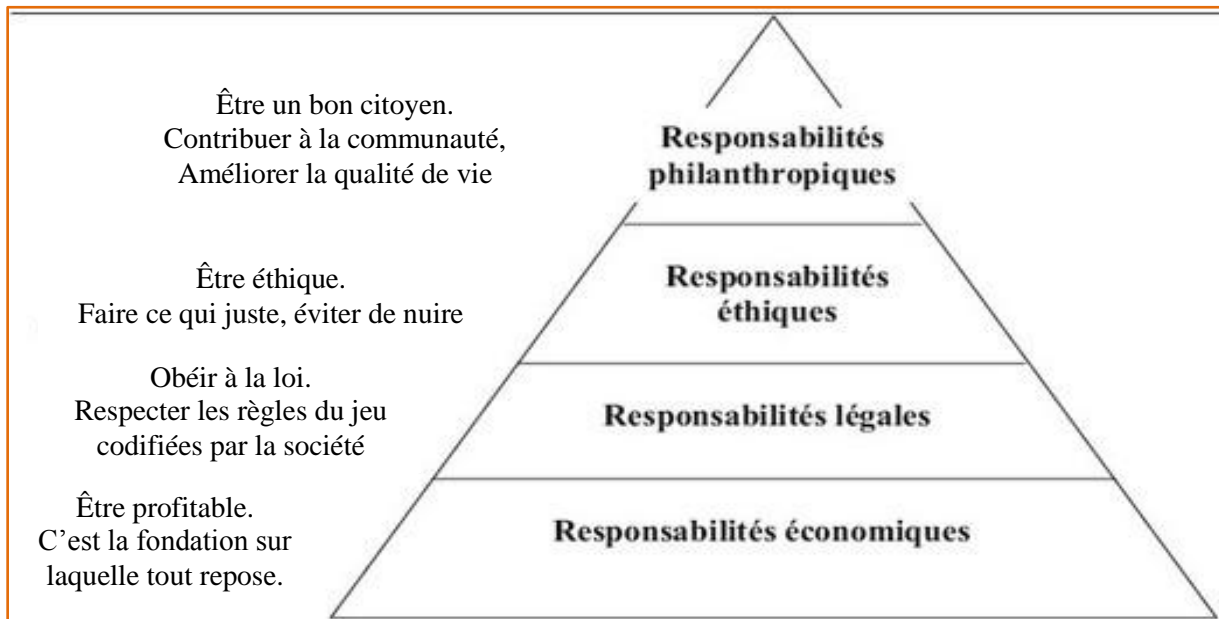 Être un bon citoyen.
Contribuer à la communauté,
Améliorer la qualité de vie
Responsabilités
philanthropiques
Être éthique.
Faire ce qui juste, éviter de nuire
Responsabilités
éthiques
Obéir à la loi.
Respecter les règles du jeu
codifiées par la société
Responsabilités légales
Être profitable.
C’est la fondation sur
laquelle tout repose.
Responsabilités économiques